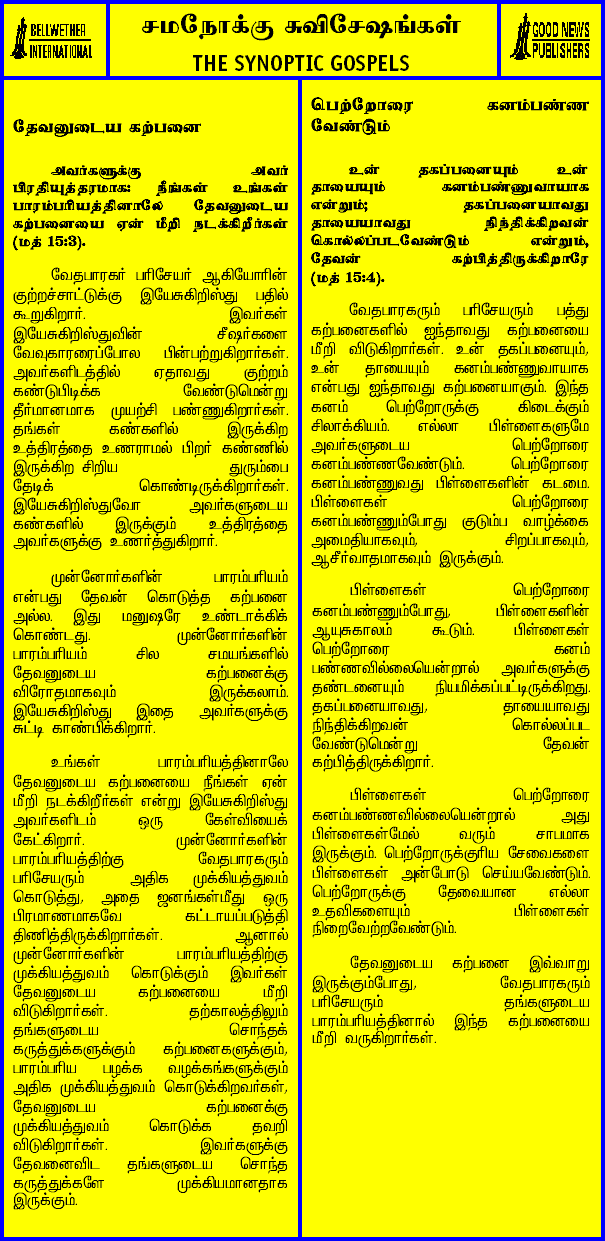 BELLWETHER
INTERNATIONAL
சமநோக்கு சுவிசேஷங்கள்
THE SYNOPTIC GOSPELS
GOOD NEWS
PUBLISHERS
தேவனுடைய கற்பனை
அவர்களுக்கு அவர்
பிரதியுத்தரமாக: நீங்கள் உங்கள்
பாரம்பரியத்தினாலே தேவனுடைய
கற்பனையை ஏன் மீறி நடக்கிறீர்கள்
(மத் 15:3).
வேதபாரகர் பரிசேயர் ஆகியோரின்
குற்றச்சாட்டுக்கு இயேசுகிறிஸ்து பதில்
கூறுகிறார். இவர்கள்
இயேசுகிறிஸ்துவின் சீஷர்களை
வேவுகாரரைப்போல பின்பற்றுகிறார்கள்.
அவர்களிடத்தில் ஏதாவது குற்றம்
கண்டுபிடிக்க வேண்டுமென்று
தீர்மானமாக முயற்சி பண்ணுகிறார்கள்.
தங்கள் கண்களில் இருக்கிற
உத்திரத்தை உணராமல் பிறர் கண்ணில்
இருக்கிற சிறிய துரும்பை
தேடிக் கொண்டிருக்கிறார்கள்.
இயேசுகிறிஸ்துவோ அவர்களுடைய
கண்களில் இருக்கும் உத்திரத்தை
அவர்களுக்கு உணர்த்துகிறார்.
முன்னோர்களின் பாரம்பரியம்
என்பது தேவன் கொடுத்த கற்பனை
அல்ல. இது மனுஷரே உண்டாக்கிக்
கொண்டது. முன்னோர்களின்
பாரம்பரியம் சில சமயங்களில்
தேவனுடைய கற்பனைக்கு
விரோதமாகவும் இருக்கலாம்.
இயேசுகிறிஸ்து இதை அவர்களுக்கு
சுட்டி காண்பிக்கிறார்.
உங்கள் பாரம்பரியத்தினாலே
தேவனுடைய கற்பனையை நீங்கள் ஏன்
மீறி நடக்கிறீர்கள் என்று இயேசுகிறிஸ்து
அவர்களிடம் ஒரு கேள்வியைக்
கேட்கிறார். முன்னோர்களின்
பாரம்பரியத்திற்கு வேதபாரகரும்
பரிசேயரும் அதிக முக்கியத்துவம்
கொடுத்து, அதை ஜனங்கள்மீது ஒரு
பிரமாணமாகவே கட்டாயப்படுத்தி
திணித்திருக்கிறார்கள். ஆனால்
முன்னோர்களின் பாரம்பரியத்திற்கு
முக்கியத்துவம் கொடுக்கும் இவர்கள்
தேவனுடைய கற்பனையை மீறி
விடுகிறார்கள். தற்காலத்திலும்
தங்களுடைய சொந்தக்
கருத்துக்களுக்கும் கற்பனைகளுக்கும்,
பாரம்பரிய பழக்க வழக்கங்களுக்கும்
அதிக முக்கியத்துவம் கொடுக்கிறவர்கள்,
தேவனுடைய கற்பனைக்கு
முக்கியத்துவம் கொடுக்க தவறி
விடுகிறார்கள். இவர்களுக்கு
தேவனைவிட தங்களுடைய சொந்த
கருத்துக்களே முக்கியமானதாக
இருக்கும்.
பெற்றோரை கனம்பண்ண
வேண்டும்
உன் தகப்பனையும் உன்
தாயையும் கனம்பண்ணுவாயாக
என்றும்; தகப்பனையாவது
தாயையாவது நிந்திக்கிறவன்
கொல்லப்படவேண்டும் என்றும்,
தேவன் கற்பித்திருக்கிறாரே
(மத் 15:4).
வேதபாரகரும் பரிசேயரும் பத்து
கற்பனைகளில் ஐந்தாவது கற்பனையை
மீறி விடுகிறார்கள். உன் தகப்பனையும்,
உன் தாயையும் கனம்பண்ணுவாயாக
என்பது ஐந்தாவது கற்பனையாகும். இந்த
கனம் பெற்றோருக்கு கிடைக்கும்
சிலாக்கியம். எல்லா பிள்ளைகளுமே
அவர்களுடைய பெற்றோரை
கனம்பண்ணவேண்டும். பெற்றோரை
கனம்பண்ணுவது பிள்ளைகளின் கடமை.
பிள்ளைகள் பெற்றோரை
கனம்பண்ணும்போது குடும்ப வாழ்க்கை
அமைதியாகவும், சிறப்பாகவும்,
ஆசீர்வாதமாகவும் இருக்கும்.
பிள்ளைகள் பெற்றோரை
கனம்பண்ணும்போது, பிள்ளைகளின்
ஆயுசுகாலம் கூடும். பிள்ளைகள்
பெற்றோரை கனம்
பண்ணவில்லையென்றால் அவர்களுக்கு
தண்டனையும் நியமிக்கப்பட்டிருக்கிறது.
தகப்பனையாவது, தாயையாவது
நிந்திக்கிறவன் கொல்லப்பட
வேண்டுமென்று தேவன்
கற்பித்திருக்கிறார்.
பிள்ளைகள் பெற்றோரை
கனம்பண்ணவில்லையென்றால் அது
பிள்ளைகள்மேல் வரும் சாபமாக
இருக்கும். பெற்றோருக்குரிய சேவைகளை
பிள்ளைகள் அன்போடு செய்யவேண்டும்.
பெற்றோருக்கு தேவையான எல்லா
உதவிகளையும் பிள்ளைகள்
நிறைவேற்றவேண்டும்.
தேவனுடைய கற்பனை இவ்வாறு
இருக்கும்போது, வேதபாரகரும்
பரிசேயரும் தங்களுடைய
பாரம்பரியத்தினால் இந்த கற்பனையை
மீறி வருகிறார்கள்.